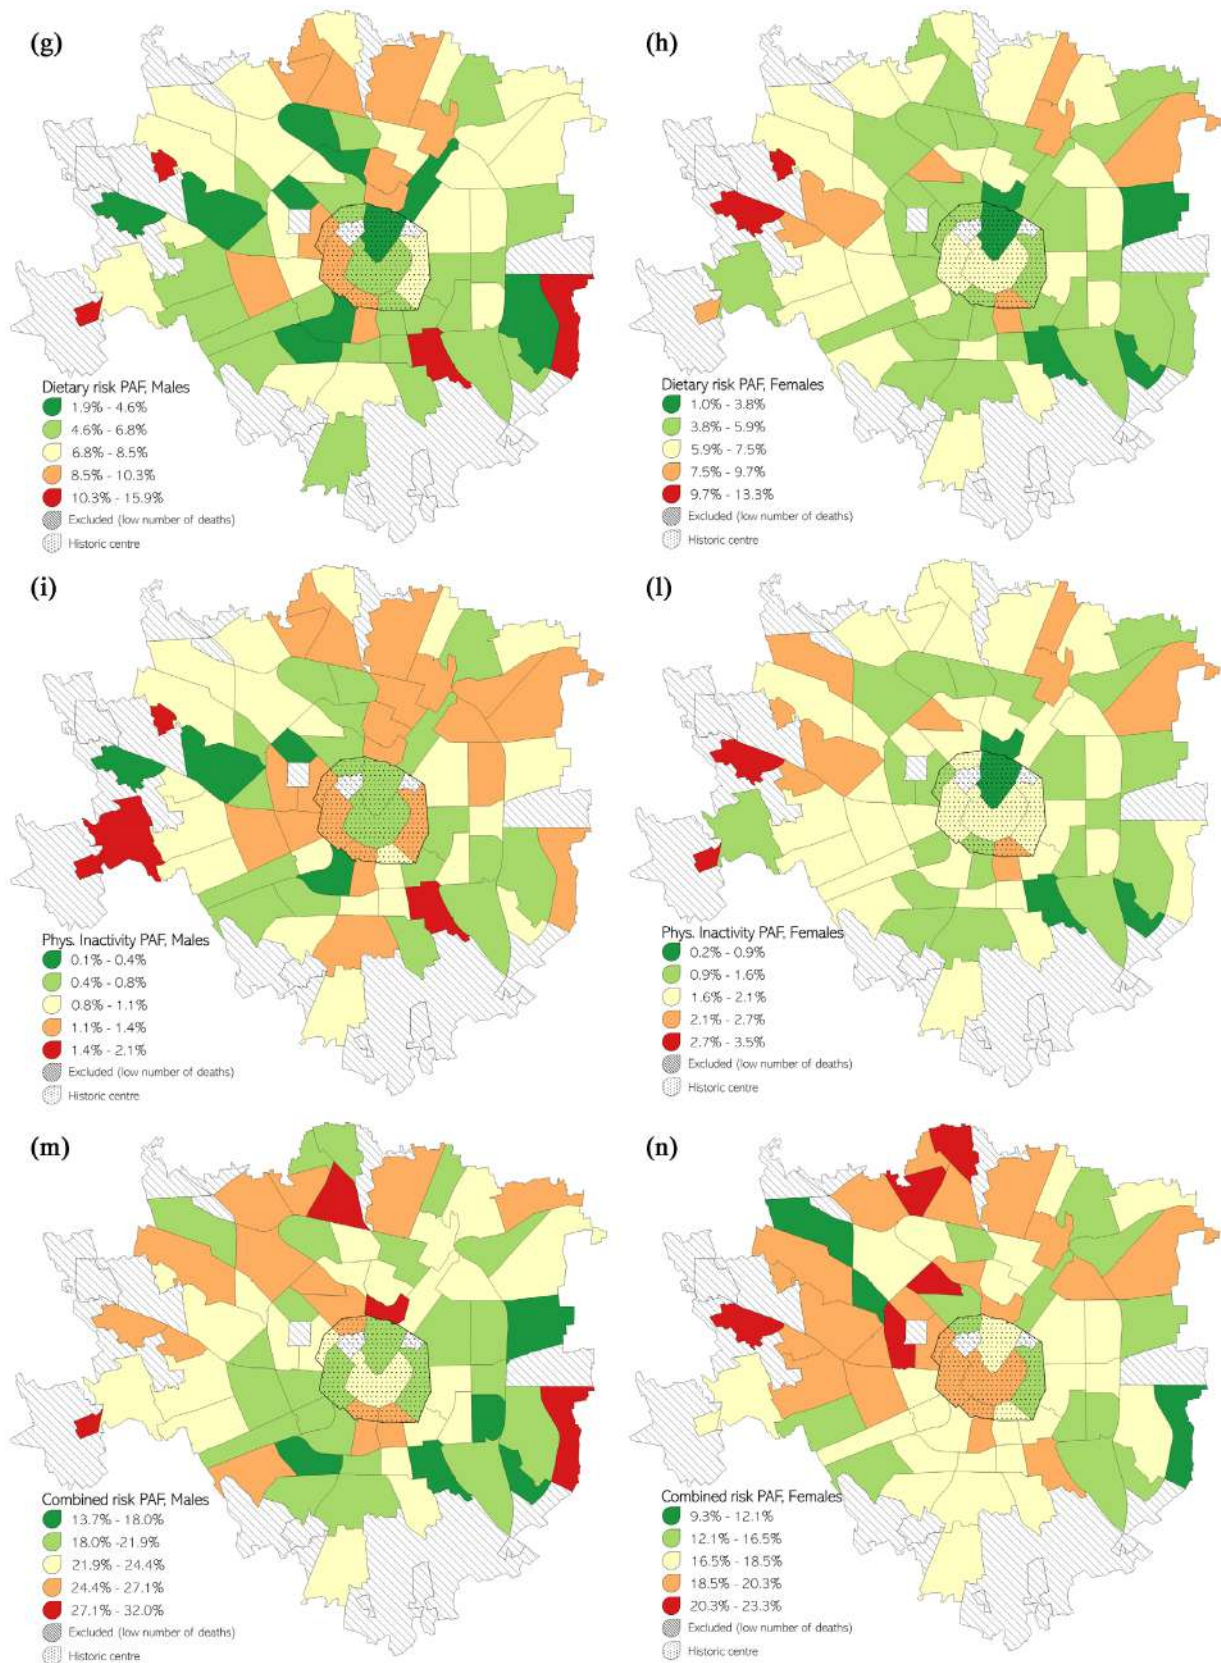 (g)
Dietary risk PAF, Males
1.9% - 4.6%
4.6% - 6.8%
6.8% - 8.5%
8.5% - 10.3%
10.3% - 15.9%
Excluded (low number of deaths)
Historic centre
(h)
Dietary risk PAF, Females
1.0% - 3.8%
3.8% - 5.9%
5.9% - 7.5%
7.5% - 9.7%
9.7% - 13.3%
Excluded (low number of deaths)
Historic centre
(i)
Phys. Inactivity PAF, Males
0.1% - 0.4%
0.4% - 0.8%
0.8% - 1.1%
1.1% - 1.4%
1.4% - 2.1%
Excluded (low number of deaths)
Historic centre
(l)
Phys. Inactivity PAF, Females
0.2% - 0.9%
0.9% - 1.6%
1.6% - 2.1%
2.1% - 2.7%
2.7% - 3.5%
Excluded (low number of deaths)
Historic centre
(m)
Combined risk PAF, Males
13.7% - 18.0%
18.0% -21.9%
21.9% - 24.4%
24.4% - 27.1%
27.1% - 32.0%
Excluded (low number of deaths)
Historic centre
(n)
Combined risk PAF, Females
9.3% - 12.1%
12.1% - 16.5%
16.5% - 18.5%
18.5% - 20.3%
20.3% - 23.3%
Excluded (low number of deaths)
Historic centre